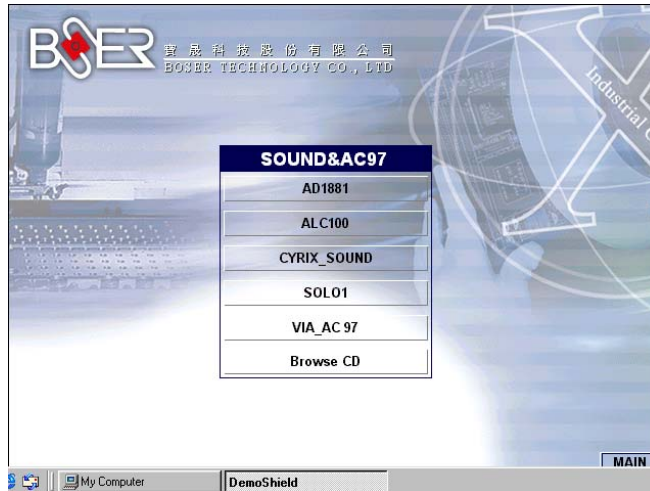 BOSER
寶晟科技股份有限公司
BOSER TECHNOLOGY CO., LTD
Industrial
SOUND&AC97
AD1881
ALC100
CYRIX_SOUND
SOLO1
VIA_AC 97
Browse CD
MAIN
My Computer
DemoShield